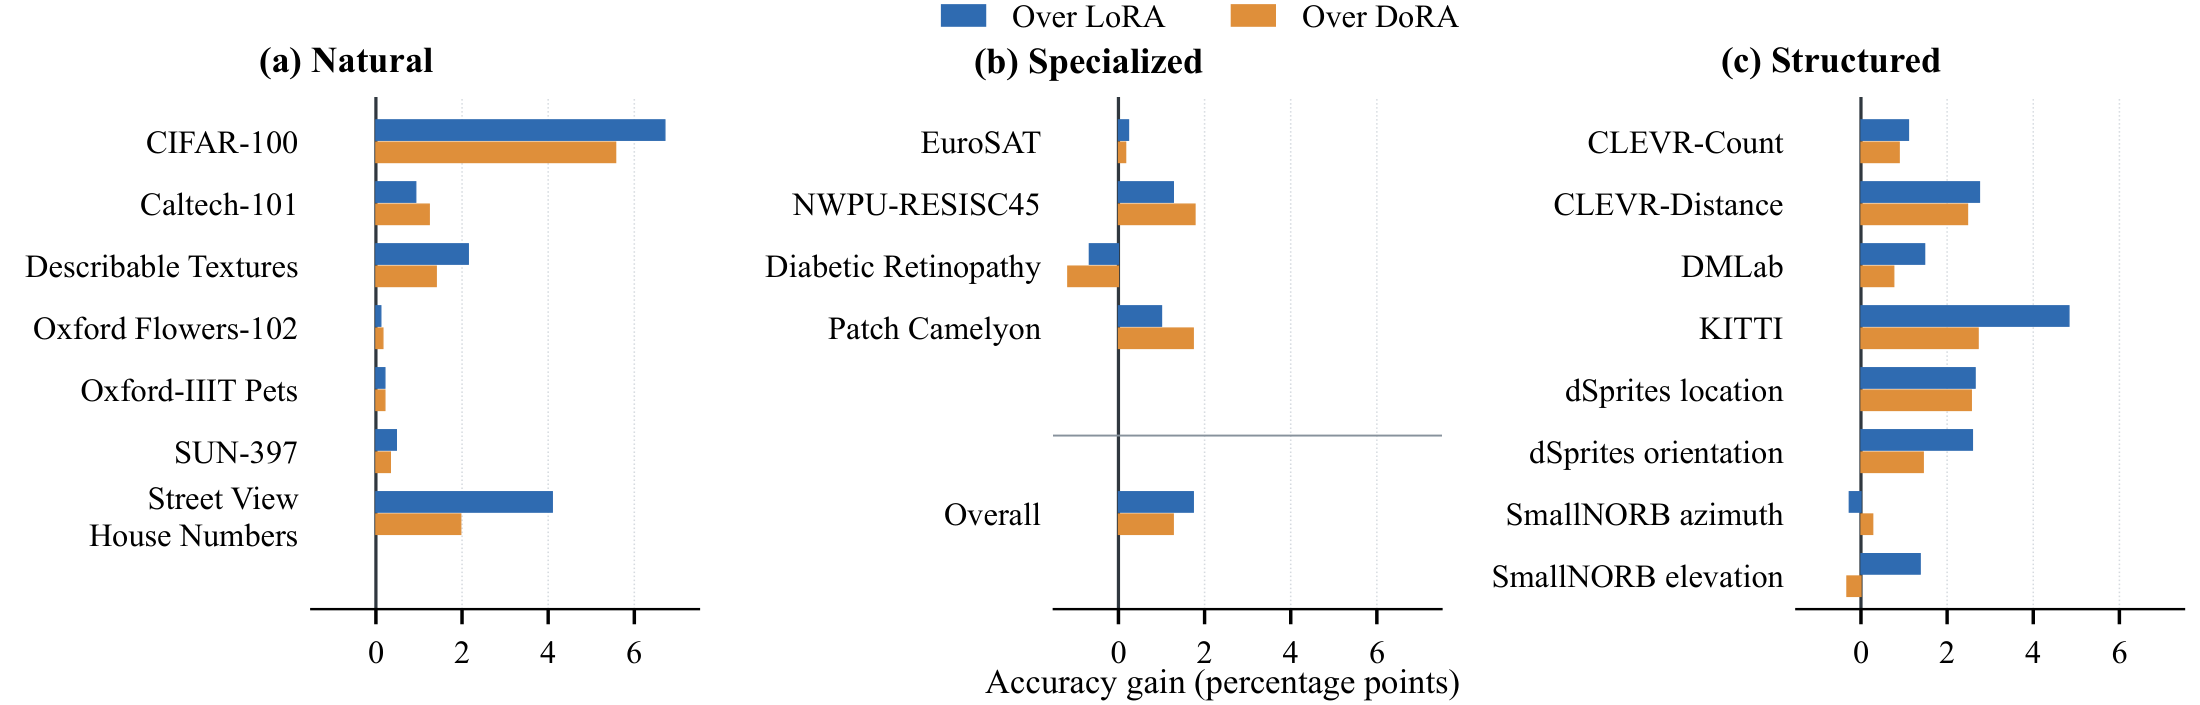 Over LoRA
Over DoRA
(a) Natural
CIFAR-100
Caltech-101
Describable Textures
Oxford Flowers-102
Oxford-IIIT Pets
SUN-397
Street View
House Numbers
0 2 4 6
(b) Specialized
EuroSAT
NWPU-RESISC45
Diabetic Retinopathy
Patch Camelyon
Overall
0 2 4 6
Accuracy gain (percentage points)
(c) Structured
CLEVR-Count
CLEVR-Distance
DMLab
KITTI
dSprites location
dSprites orientation
SmallNORB azimuth
SmallNORB elevation
0 2 4 6